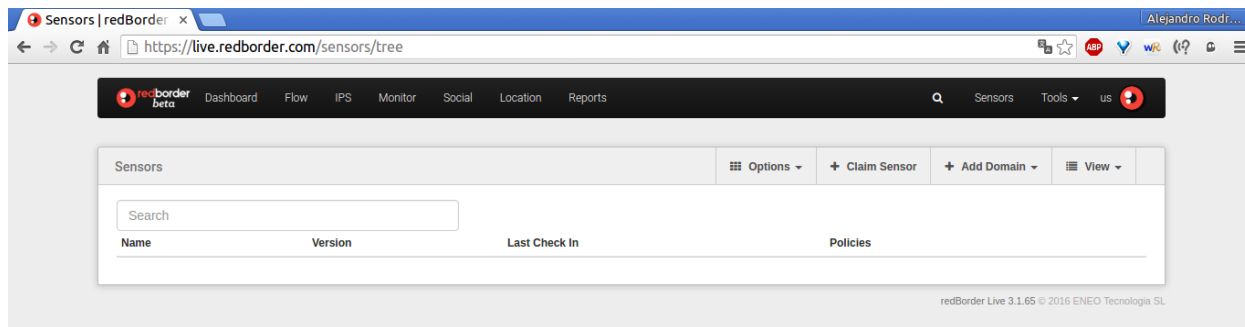 Sensors | redBorder
Alejandro Rodr...
https://live.redborder.com/sensors/tree
ABP
wR
redborder
beta
Dashboard Flow IPS Monitor Social Location Reports Sensors Tools us
Sensors Options + Claim Sensor + Add Domain View
Search
Name Version Last Check In Policies
redBorder Live 3.1.65 © 2016 ENEO Tecnologia SL